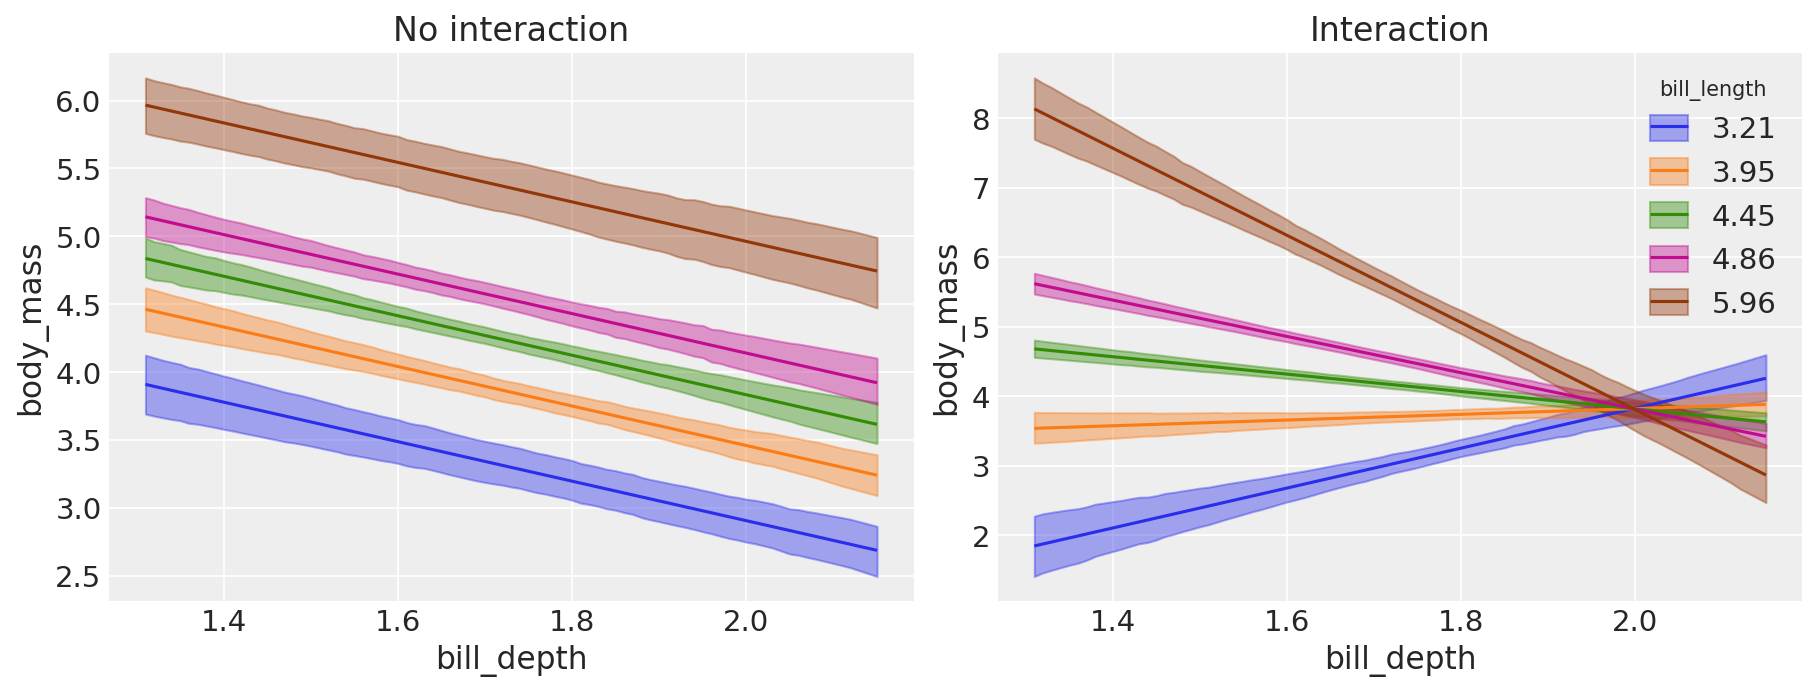 No interaction
body_mass
6.0
5.5
5.0
4.5
4.0
3.5
3.0
2.5
1.4 1.6 1.8 2.0
bill_depth
Interaction
body_mass
8
7
6
5
4
3
2
1.4 1.6 1.8 2.0
bill_depth
bill_length
3.21
3.95
4.45
4.86
5.96